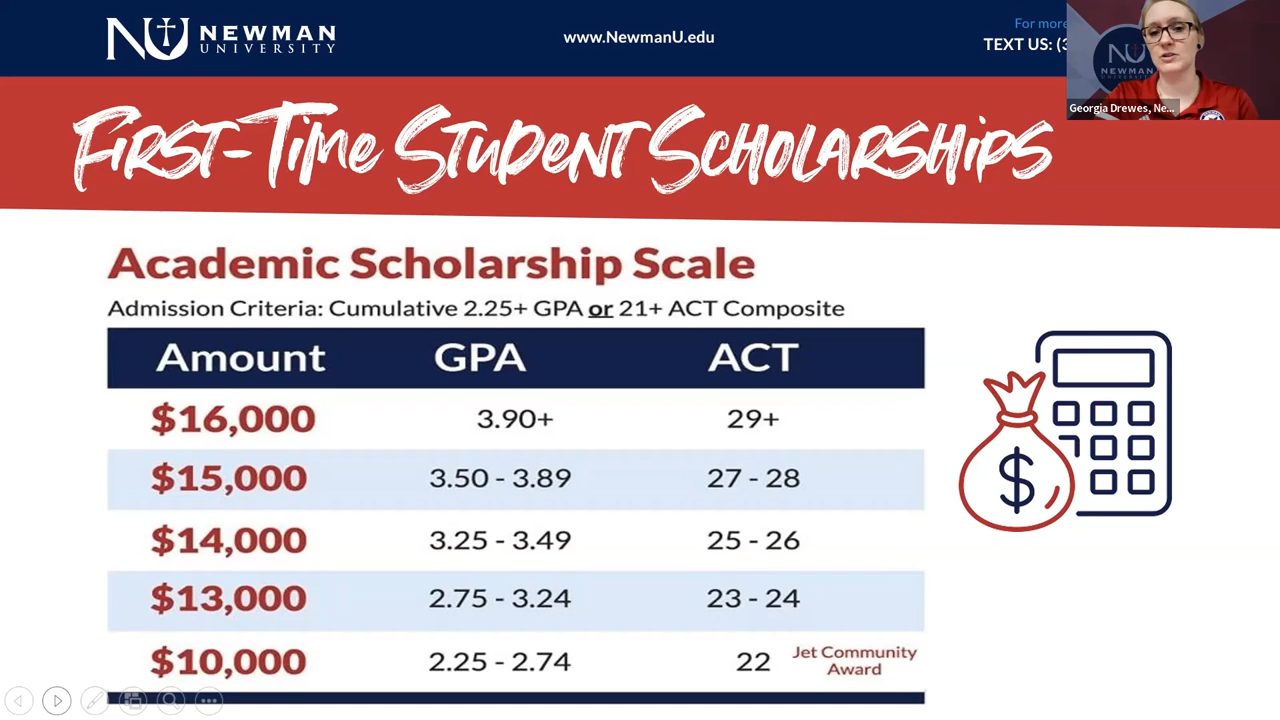 NEWMAN
UNIVERSITY
www.NewmanU.edu
For more
TEXT US: (3
NEWMAN
Georgia Drewes, Ne...
First-Time Student Scholarships
Academic Scholarship Scale
Admission Criteria: Cumulative 2.25+ GPA or 21+ ACT Composite
Amount GPA ACT
$16,000 3.90+ 29+
$15,000 3.50 - 3.89 27 - 28
$14,000 3.25 - 3.49 25 - 26
$13,000 2.75 - 3.24 23 - 24
$10,000 2.25 - 2.74 22 Jet Community
Award